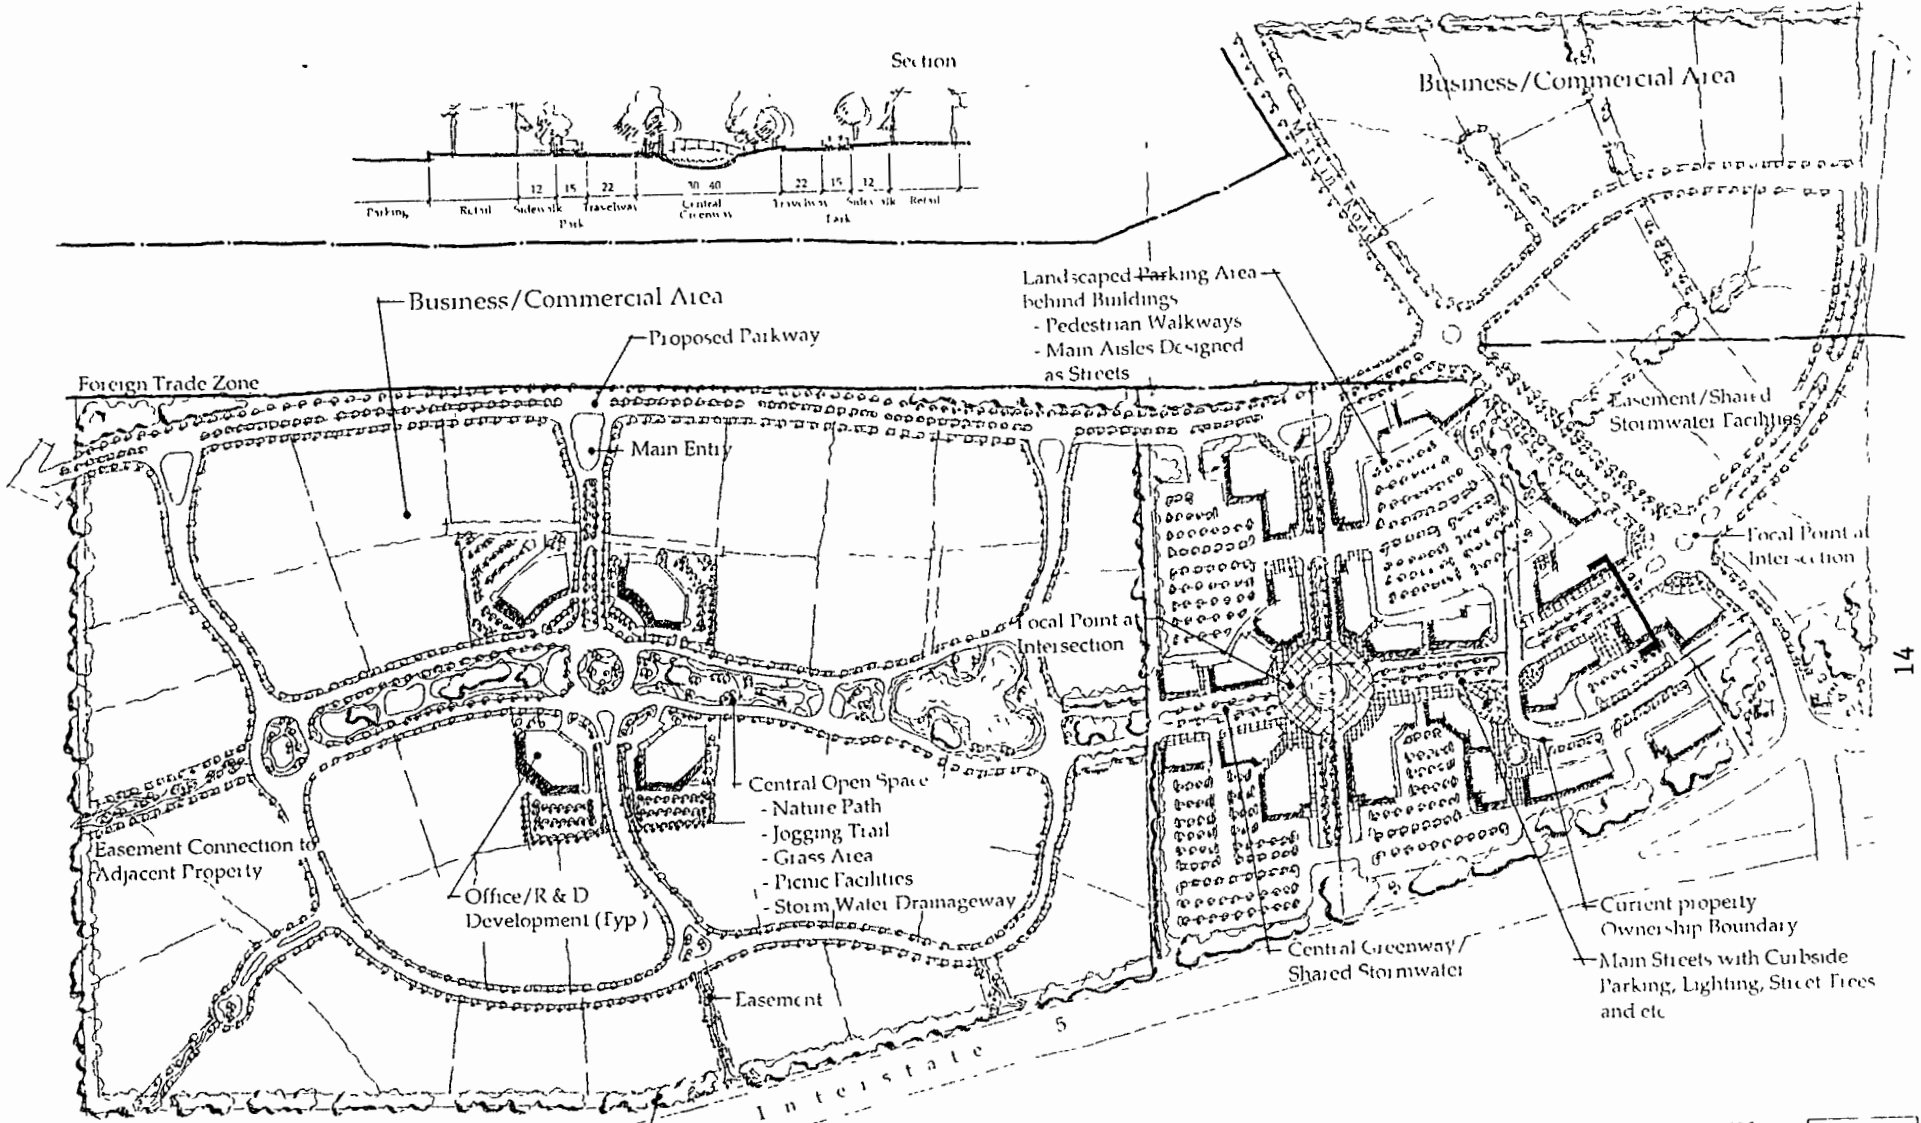 Section
12 15 22 30 40 22 15 12
Parking Retail Sidewalk Travelway Central Travelway Sidewalk Retail
Park Greenway Park
Business/Commercial Area
Marvin Road
Landscaped Parking Area
behind Buildings
- Pedestrian Walkways
- Main Aisles Designed
as Streets
Business/Commercial Area
Proposed Parkway
Foreign Trade Zone
Easement/Shared
Stormwater Facilities
Main Entry
Focal Point at
Intersection
Focal Point at
Intersection
14
Central Open Space
- Nature Path
- Jogging Trail
- Grass Area
- Picnic Facilities
- Storm Water Drainageway
Easement Connection to
Adjacent Property
Office/R & D
Development (Typ)
Current property
Ownership Boundary
Central Greenway/
Shared Stormwater
Main Streets with Curbside
Parking, Lighting, Street Trees
and etc
Easement
Interstate 5